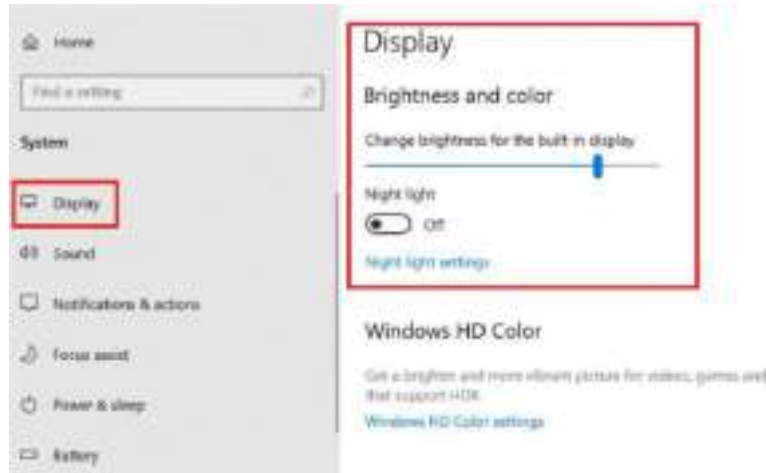 Home
Find a setting
System
Display
Sound
Notifications & actions
Focus assist
Power & sleep
Battery
Display
Brightness and color
Change brightness for the built-in display
Night light
Off
Night light settings
Windows HD Color
Get a brighter and more vibrant picture for videos, games and
that support HDR.
Windows HD Color settings